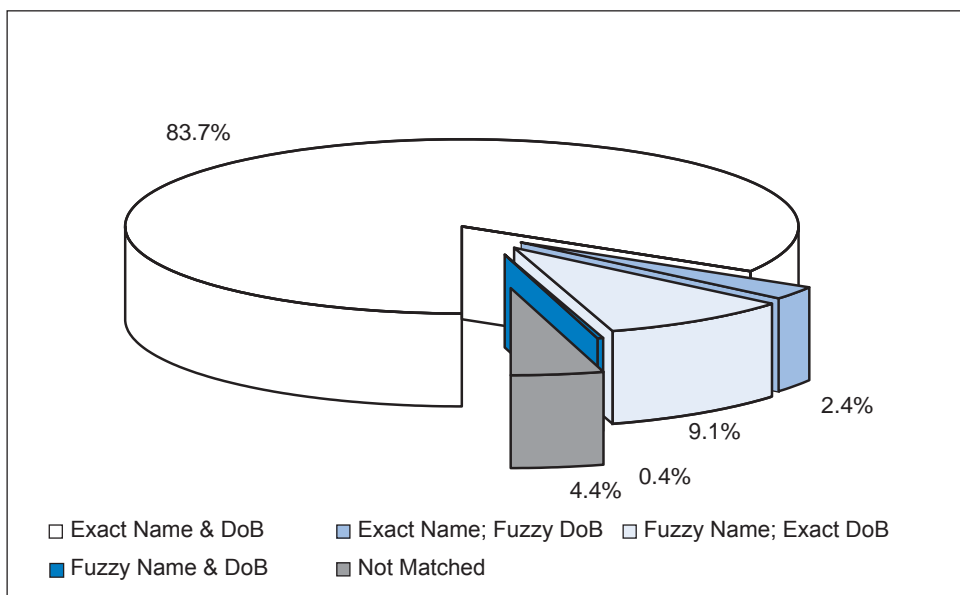 83.7%
2.4%
9.1%
4.4% 0.4%
Exact Name & DoB Exact Name; Fuzzy DoB Fuzzy Name; Exact DoB
Fuzzy Name & DoB Not Matched